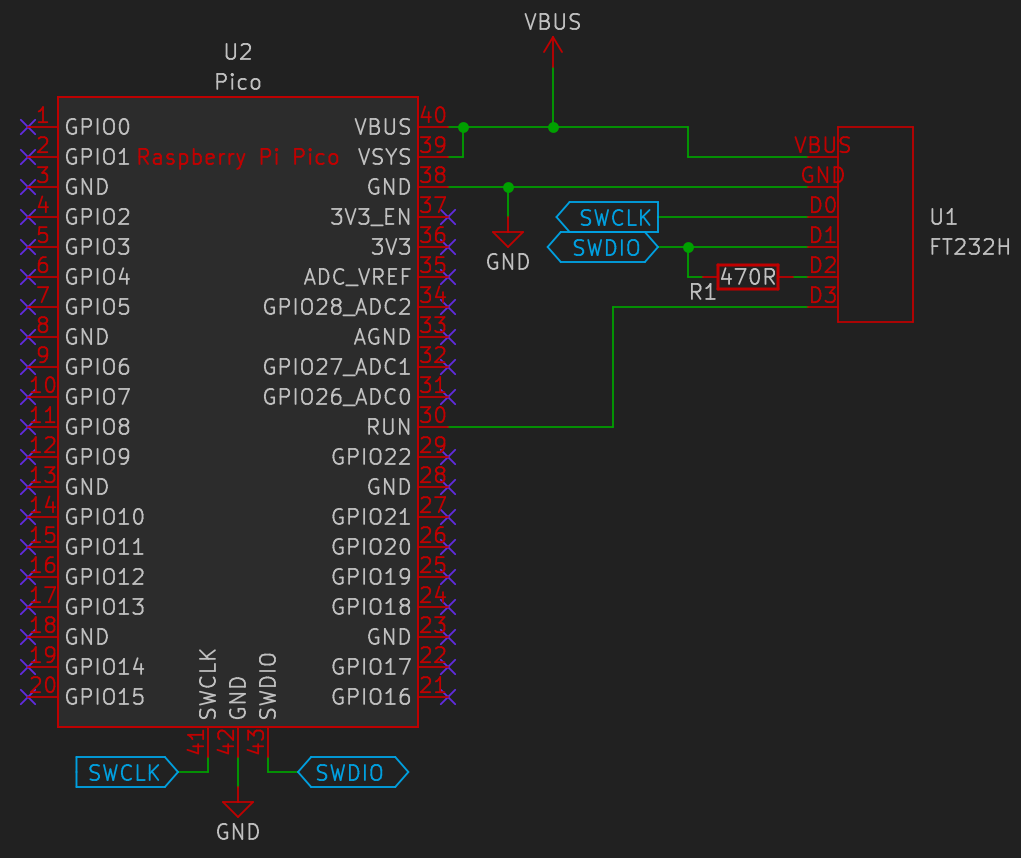 VBUS
U2
Pico
1 GPIO0 VBUS 40
2 GPIO1 Raspberry Pi Pico VSYS 39
3 GND GND 38
4 GPIO2 3V3_EN 37
5 GPIO3 3V3 36
6 GPIO4 ADC_VREF 35
7 GPIO5 GPIO28_ADC2 34
8 GND AGND 33
9 GPIO6 GPIO27_ADC1 32
10 GPIO7 GPIO26_ADC0 31
11 GPIO8 RUN 30
12 GPIO9 GPIO22 29
13 GND GND 28
14 GPIO10 GPIO21 27
15 GPIO11 GPIO20 26
16 GPIO12 GPIO19 25
17 GPIO13 GPIO18 24
18 GND GND 23
19 GPIO14 GPIO17 22
20 GPIO15 GPIO16 21
SWCLK
GND
SWDIO
41
42
43
SWCLK
SWDIO
GND
GND
SWCLK
SWDIO
R1
470R
VBUS
GND
D0
D1
D2
D3
U1
FT232H